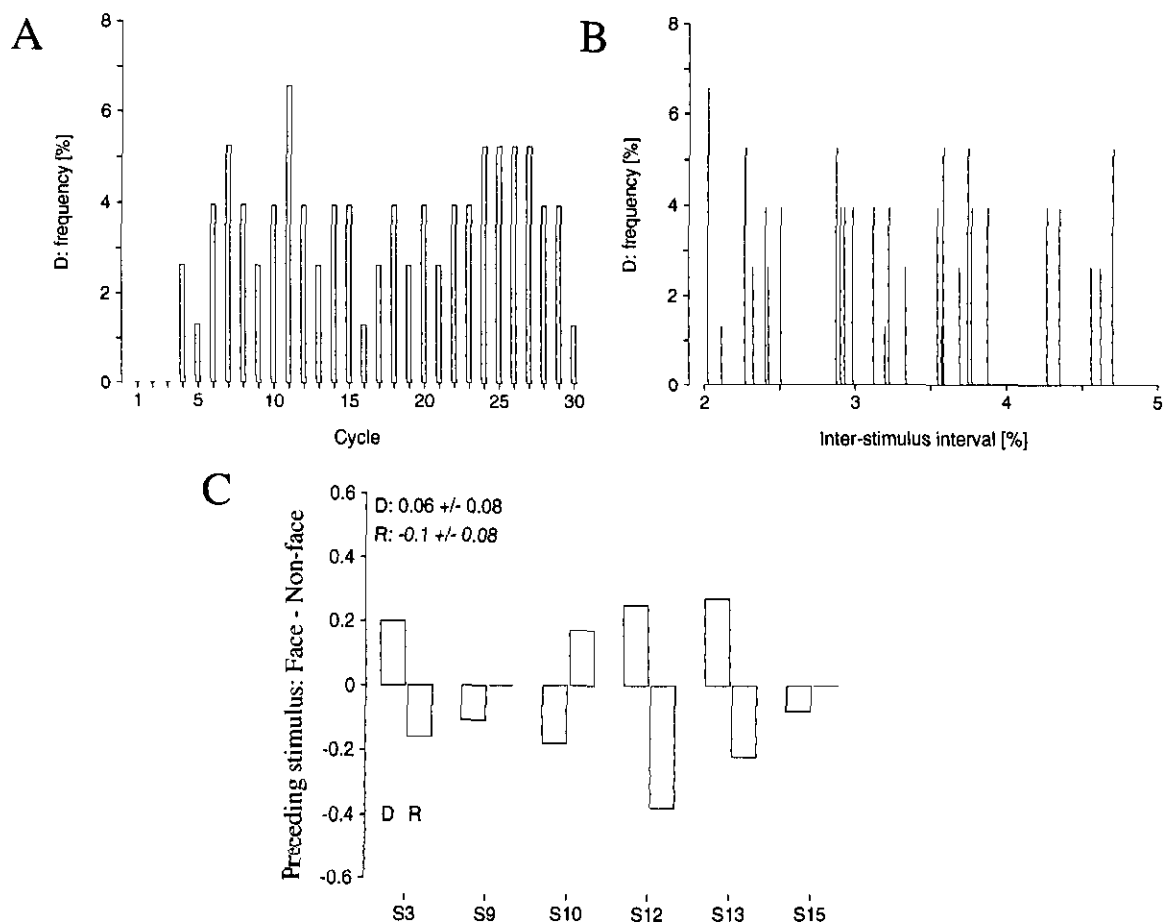 A
D: frequency [%]
8
6
4
2
0
1
5
10
15
20
25
30
Cycle
B
D: frequency [%]
8
6
4
2
0
2
3
4
5
Inter-stimulus interval [%]
C
Preceding stimulus: Face - Non-face
0.6
0.4
0.2
0
-0.2
-0.4
-0.6
D: 0.06 +/- 0.08
R: -0.1 +/- 0.08
D R
S3
S9
S10
S12
S13
S15